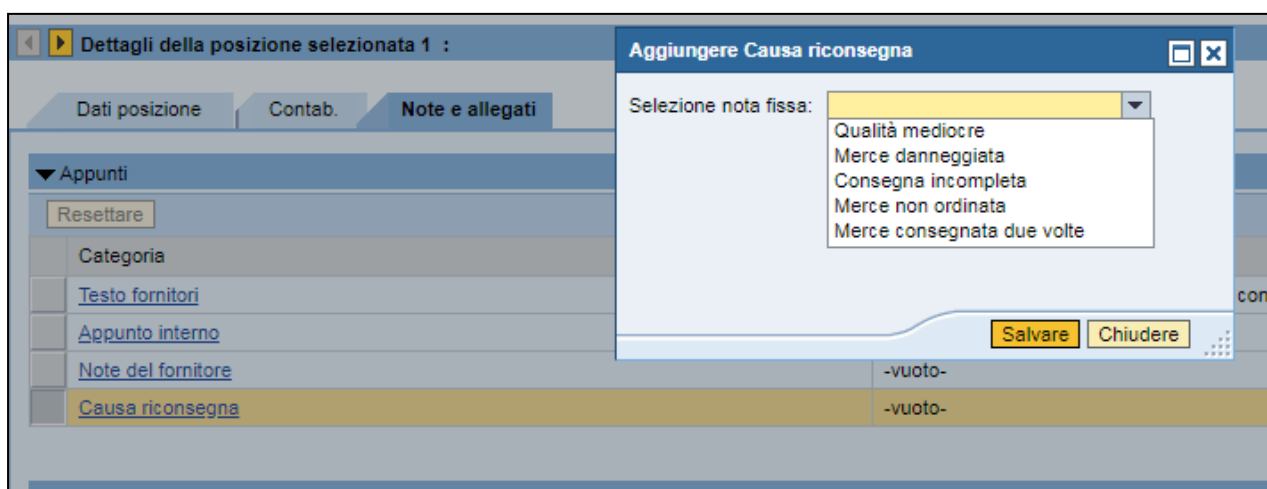 Dettagli della posizione selezionata 1 :
Dati posizione
Contab.
Note e allegati
Appunti
Resettare
Categoria
Testo fornitori
con
Appunto interno
Note del fornitore
-vuoto-
Causa riconsegna
-vuoto-
Aggiungere Causa riconsegna
Selezione nota fissa:
Qualità mediocre
Merce danneggiata
Consegna incompleta
Merce non ordinata
Merce consegnata due volte
Salvare
Chiudere